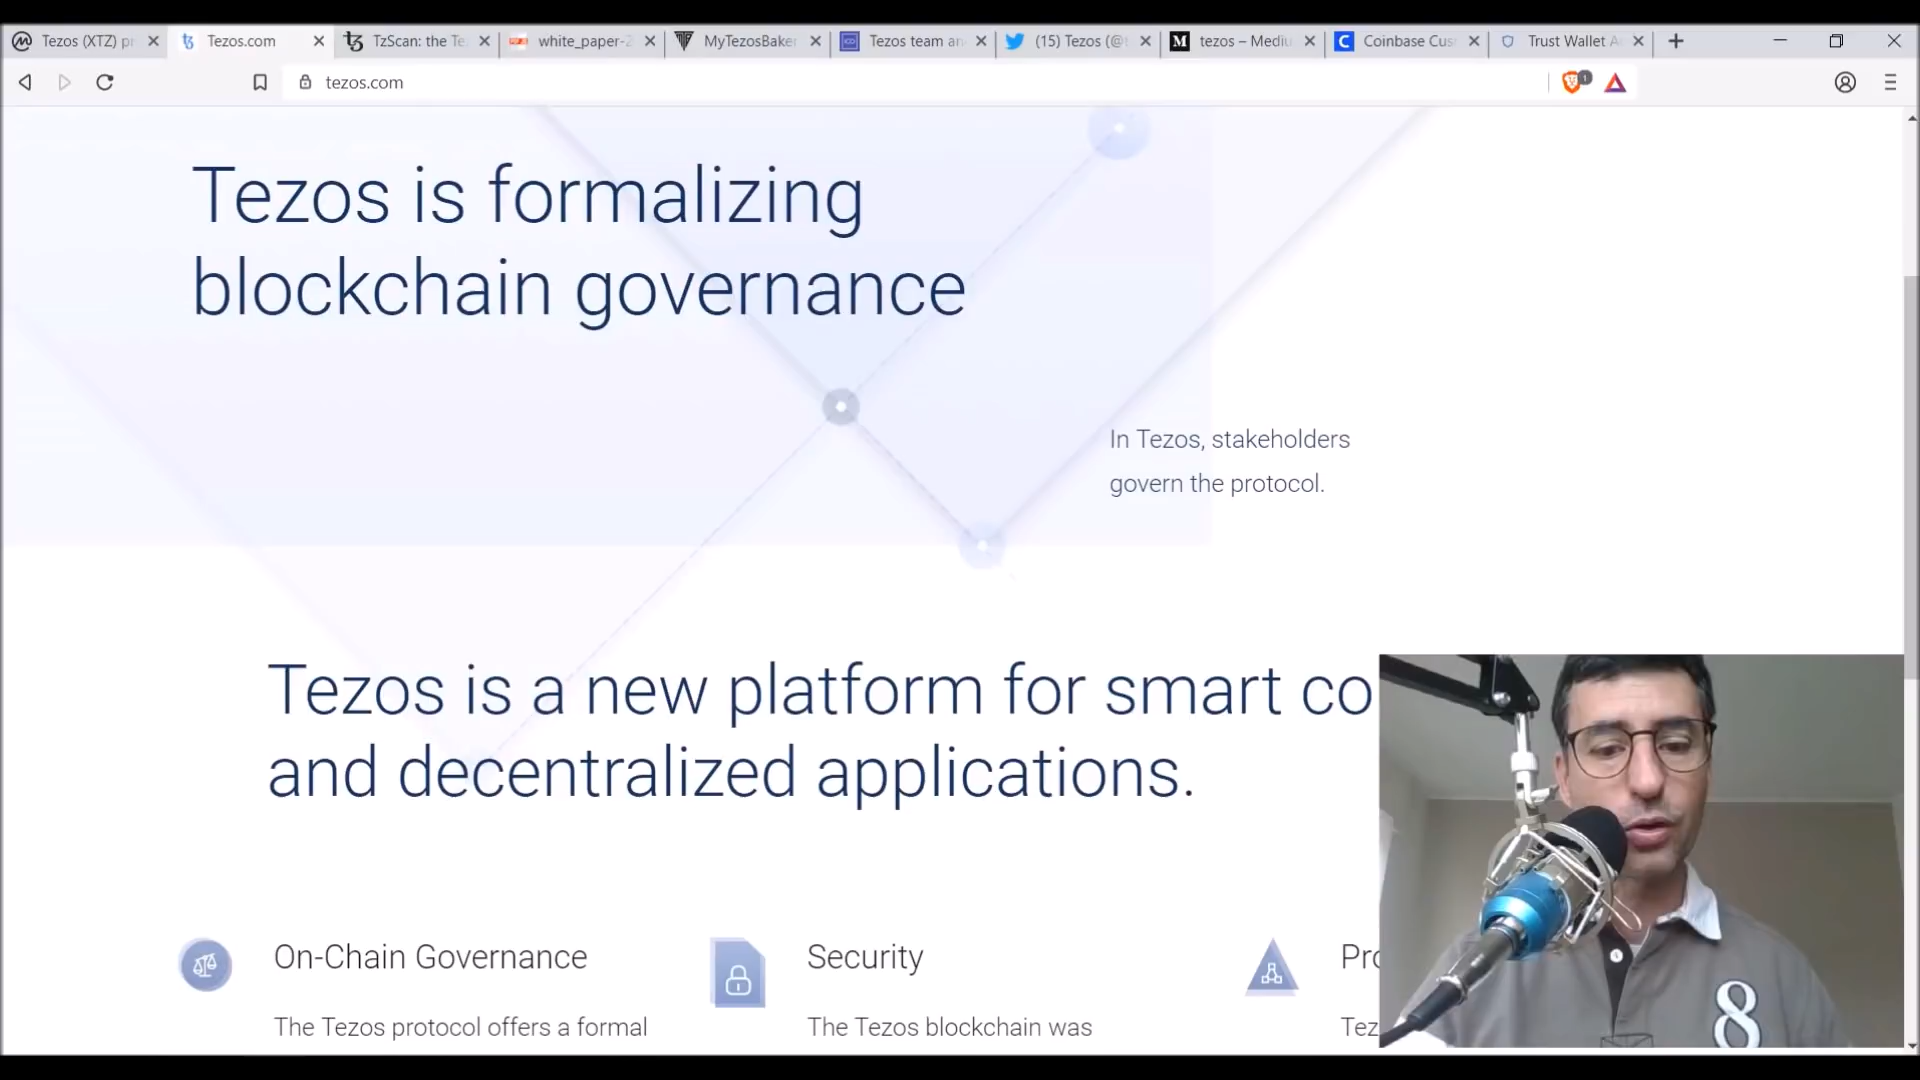 Tezos (XTZ) pr
Tezos.com
TzScan: the Te
white_paper-2
MyTezosBaker
Tezos team an
(15) Tezos (@t
tezos – Mediu
Coinbase Cus
Trust Wallet A
tezos.com
1
Tezos is formalizing
blockchain governance
In Tezos, stakeholders
govern the protocol.
Tezos is a new platform for smart co
and decentralized applications.
On-Chain Governance
Security
Pro
The Tezos protocol offers a formal
The Tezos blockchain was
Tez
8